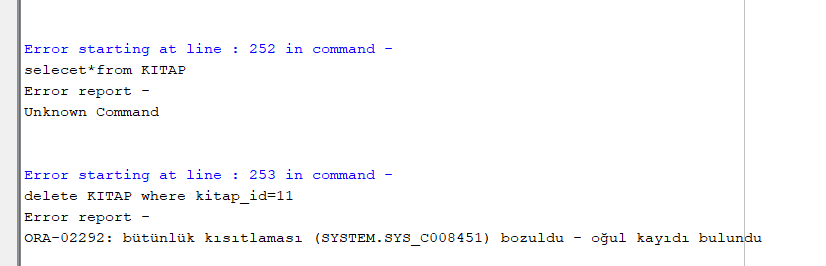 Error starting at line : 252 in command -
selecet*from KITAP
Error report -
Unknown Command
Error starting at line : 253 in command -
delete KITAP where kitap_id=11
Error report -
ORA-02292: bütünlük kısıtlaması (SYSTEM.SYS_C008451) bozuldu - oğul kayıdı bulundu